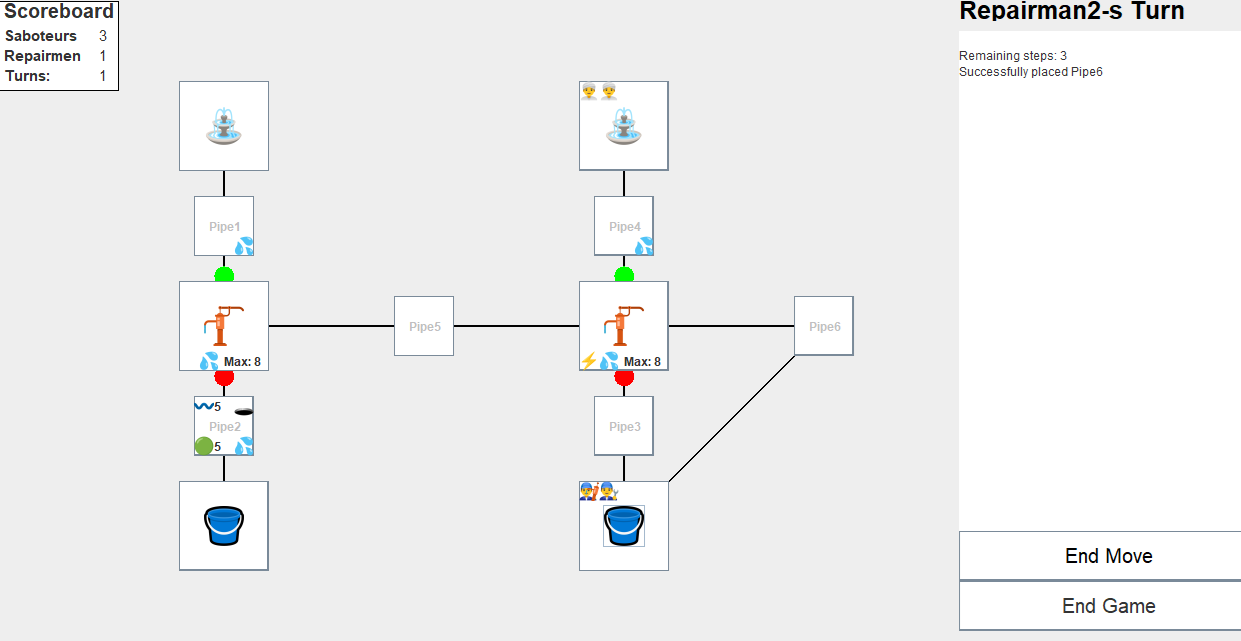 Scoreboard
Saboteurs 3
Repairmen 1
Turns: 1
Repairman2-s Turn
Remaining steps: 3
Successfully placed Pipe6
Pipe1
Pipe4
Pipe5
Pipe6
Max: 8
Max: 8
5
Pipe2
5
Pipe3
End Move
End Game